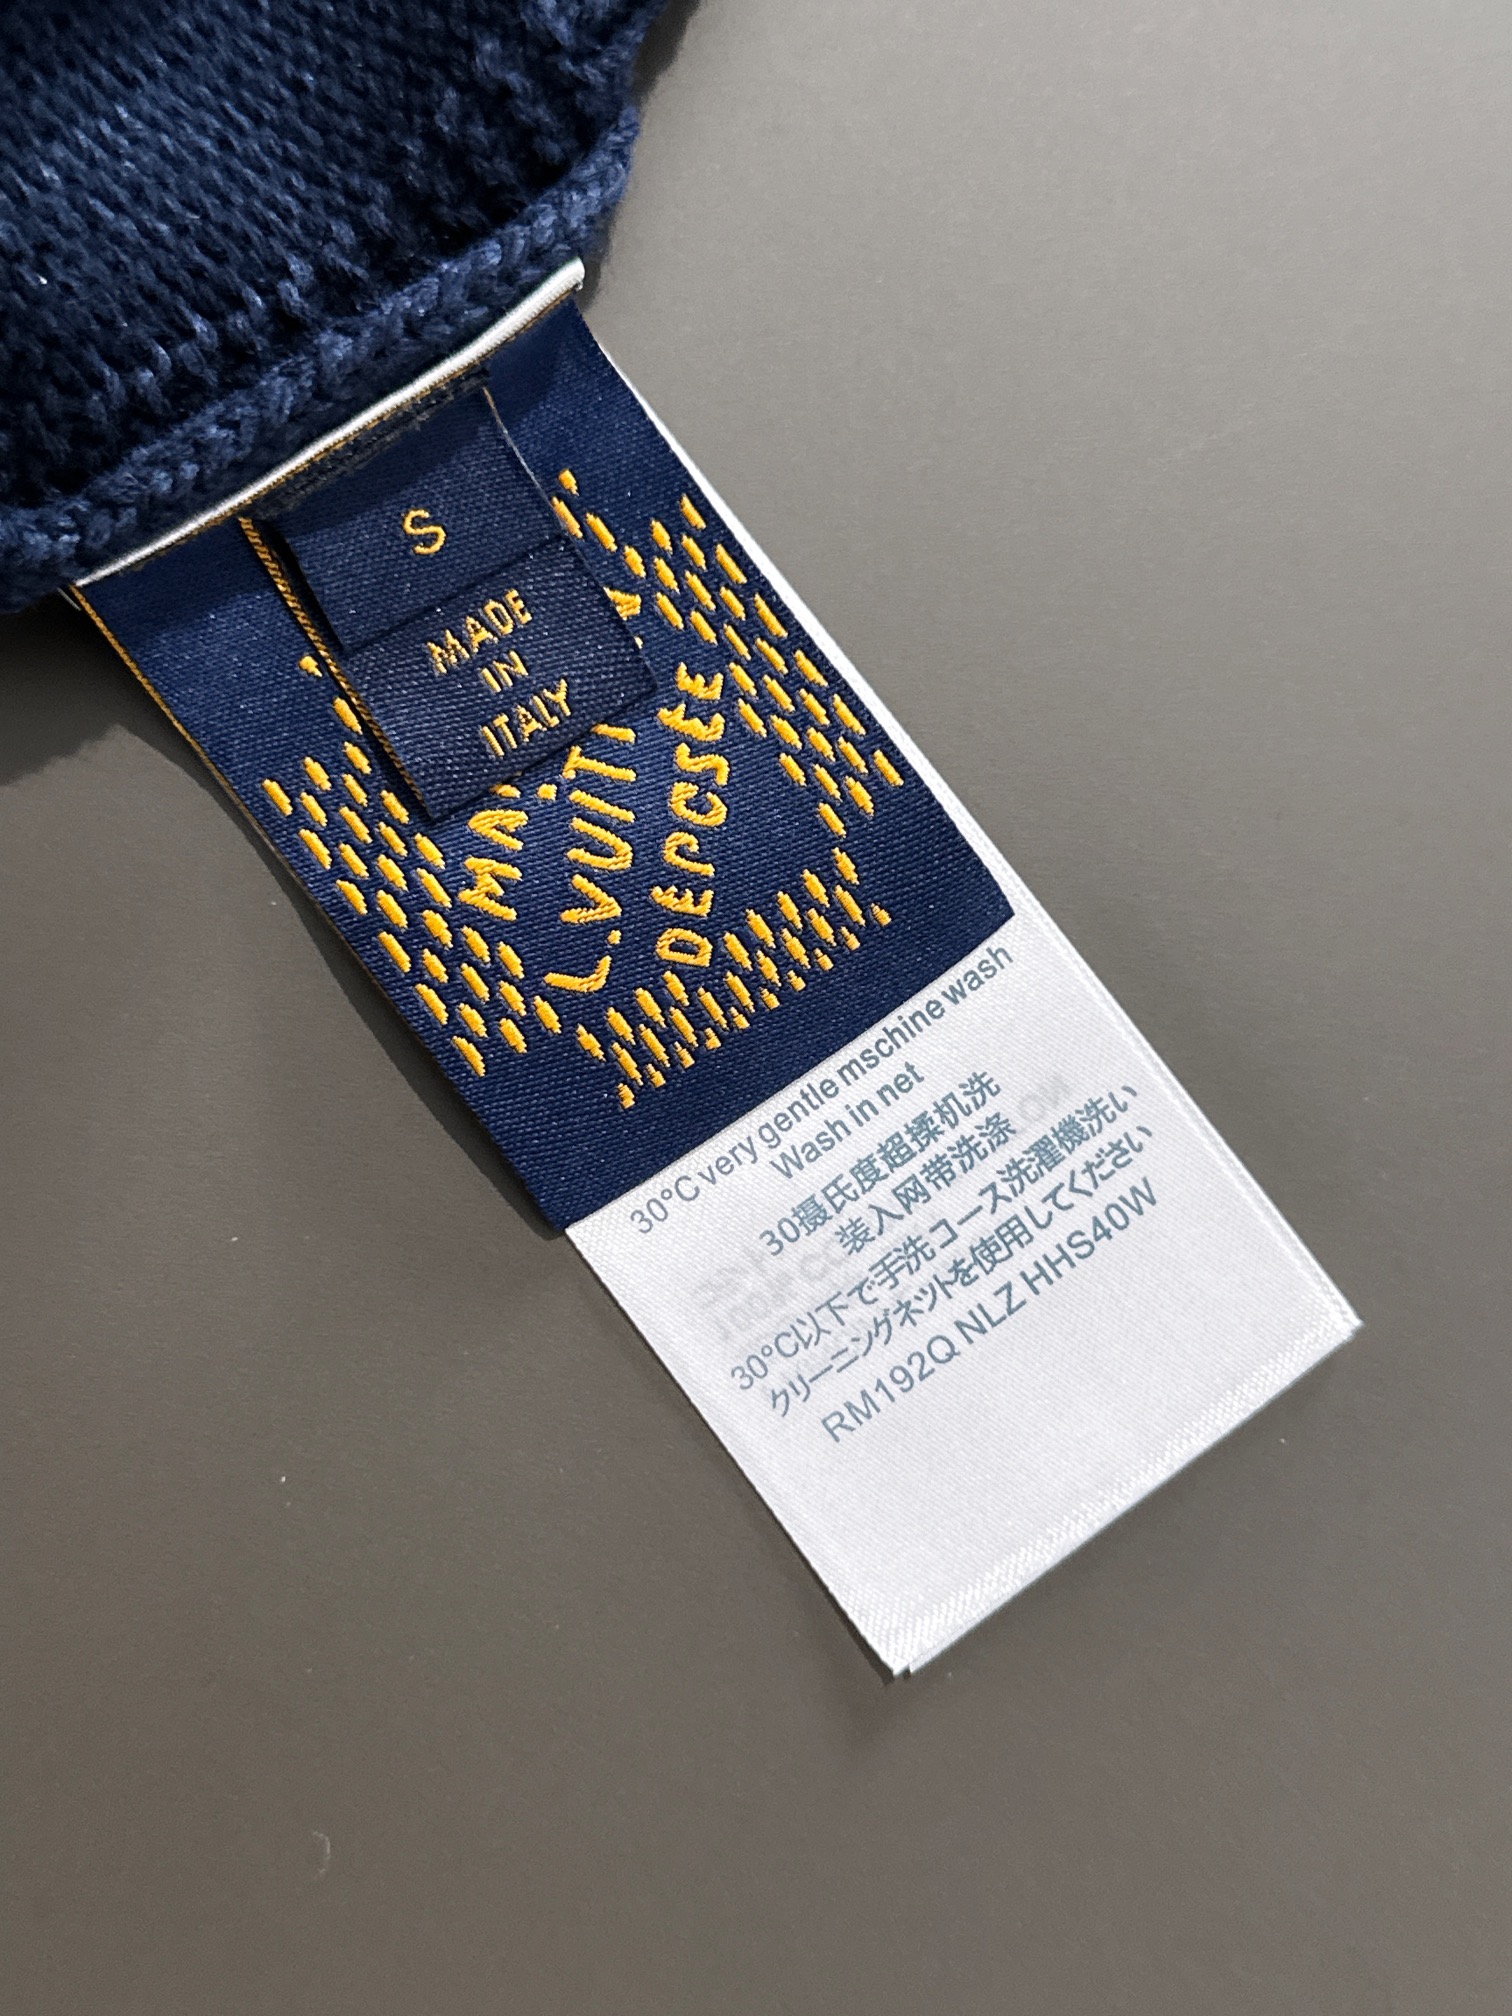 S
MADE
IN
ITALY
L.VUITT
DEPOSEE
30°C very gentle mschine wash
Wash in net
30摄氏度超揉机洗
装入网带洗涤
30°C以下で手洗コース洗濯機洗い
クリーニングネットを使用してください
RM192Q NLZ HHS40W